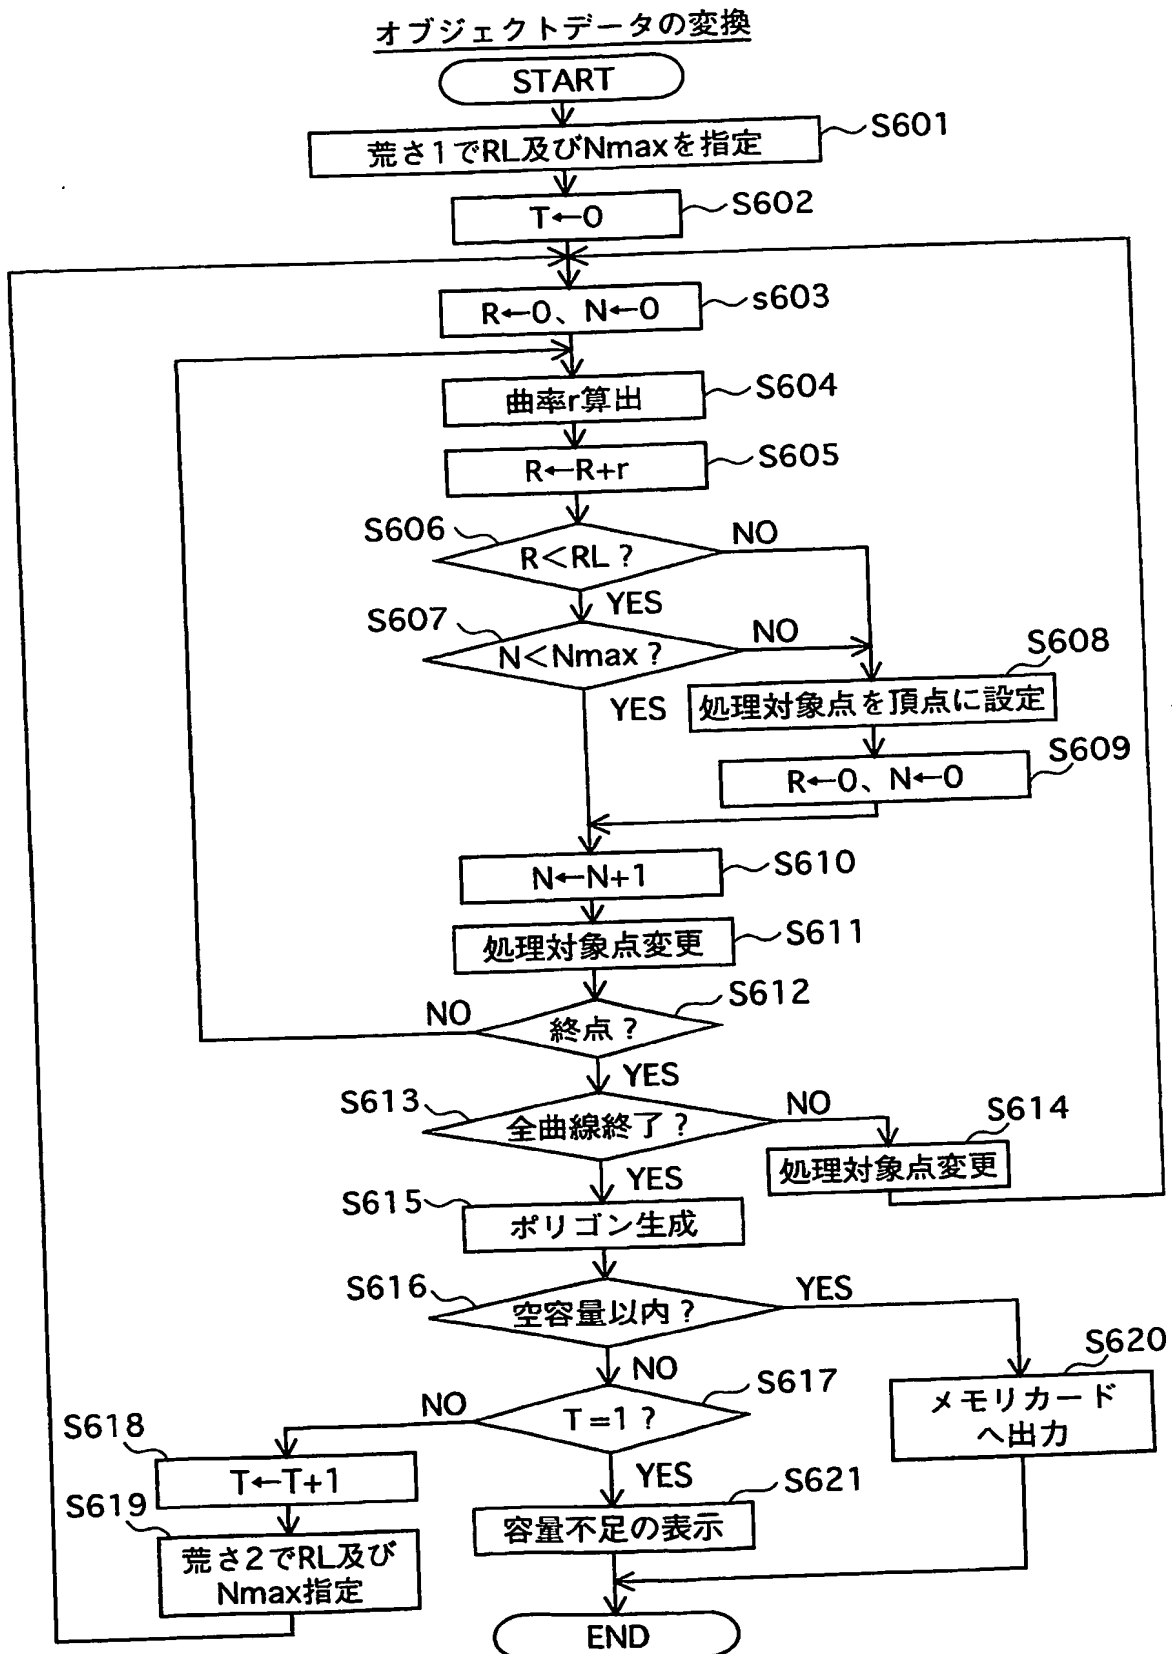 オブジェクトデータの変換
START
荒さ1でRL及びNmaxを指定
S601
T←0
S602
R←0、N←0
s603
曲率r算出
S604
R←R+r
S605
S606
R<RL?
NO
YES
S607
N<Nmax?
NO
YES
S608
処理対象点を頂点に設定
S609
R←0、N←0
N←N+1
S610
処理対象点変更
S611
S612
終点?
NO
YES
S613
全曲線終了?
NO
YES
S614
処理対象点変更
S615
ポリゴン生成
S616
空容量以内?
YES
NO
S617
T=1?
NO
YES
S620
メモリカード
へ出力
S618
T←T+1
S619
荒さ2でRL及び
Nmax指定
S621
容量不足の表示
END